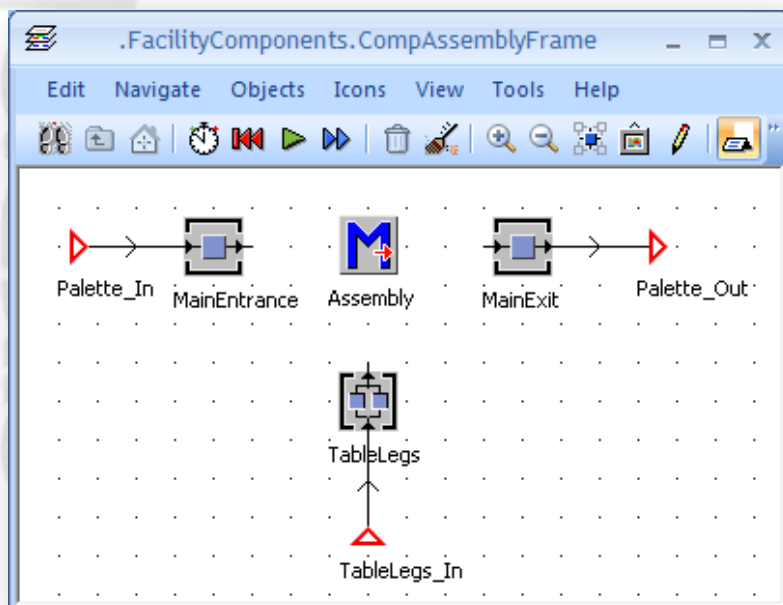 .FacilityComponents.CompAssemblyFrame
Edit Navigate Objects Icons View Tools Help
Palette_In
MainEntrance
Assembly
MainExit
Palette_Out
TableLegs
TableLegs_In